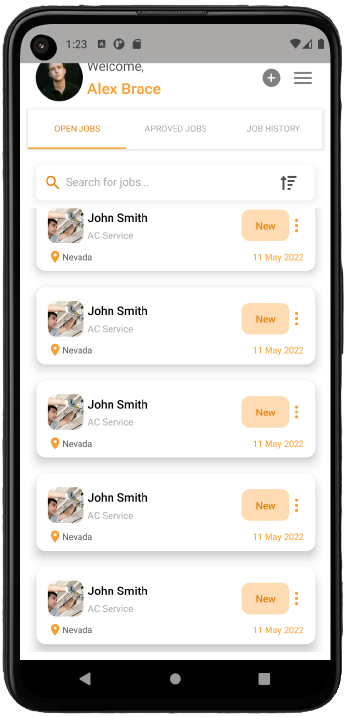 1:23
Welcome,
Alex Brace
OPEN JOBS APROVED JOBS JOB HISTORY
Search for jobs...
John Smith New
AC Service
Nevada 11 May 2022
John Smith New
AC Service
Nevada 11 May 2022
John Smith New
AC Service
Nevada 11 May 2022
John Smith New
AC Service
Nevada 11 May 2022
John Smith New
AC Service
Nevada 11 May 2022